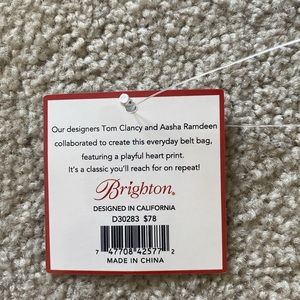 Our designers Tom Clancy and Aasha Ramdeen
collaborated to create this everyday belt bag,
featuring a playful heart print.
It's a classic you'll reach for on repeat!
Brighton®
DESIGNED IN CALIFORNIA
D30283 $78
7 47708 42577 2
MADE IN CHINA